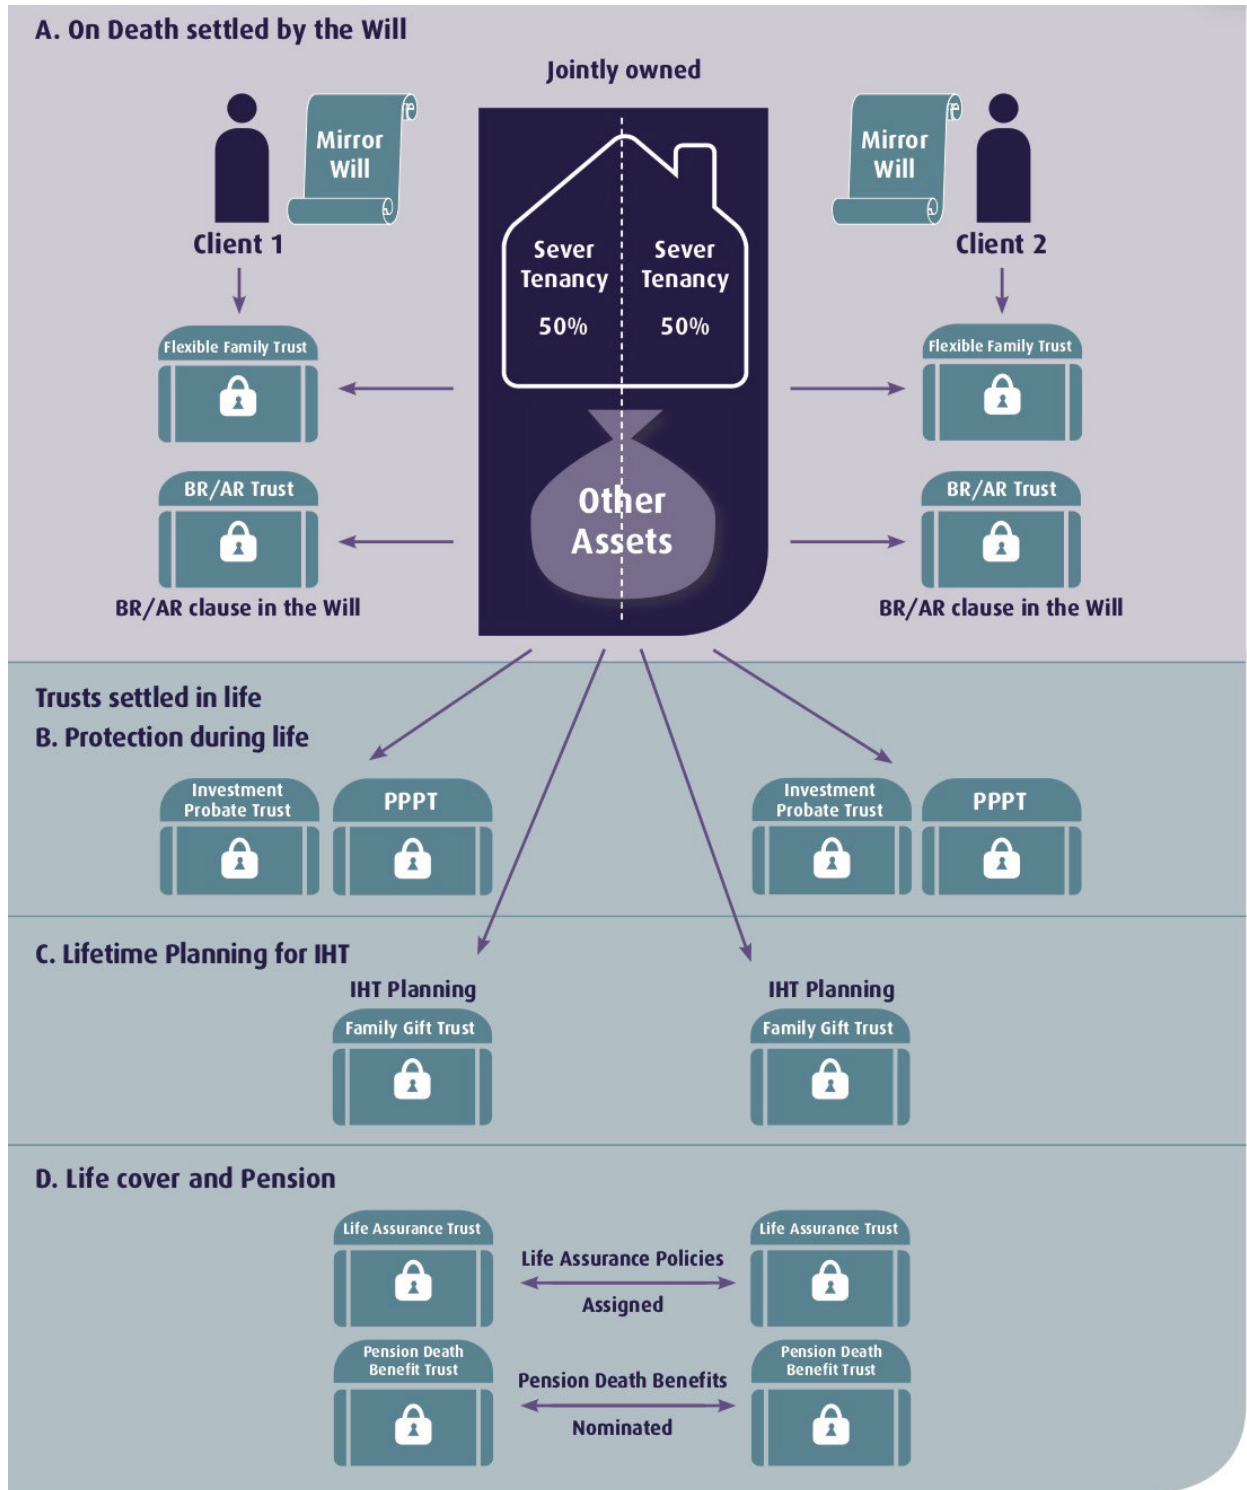 A. On Death settled by the Will
Jointly owned
Mirror
Will
Mirror
Will
Client 1
Client 2
Sever
Tenancy
50%
Sever
Tenancy
50%
Flexible Family Trust
Flexible Family Trust
BR/AR Trust
BR/AR Trust
Other
Assets
BR/AR clause in the Will
BR/AR clause in the Will
Trusts settled in life
B. Protection during life
Investment
Probate Trust
PPPT
Investment
Probate Trust
PPPT
C. Lifetime Planning for IHT
IHT Planning
IHT Planning
Family Gift Trust
Family Gift Trust
D. Life cover and Pension
Life Assurance Trust
Life Assurance Policies
Assigned
Life Assurance Trust
Pension Death
Benefit Trust
Pension Death Benefits
Nominated
Pension Death
Benefit Trust